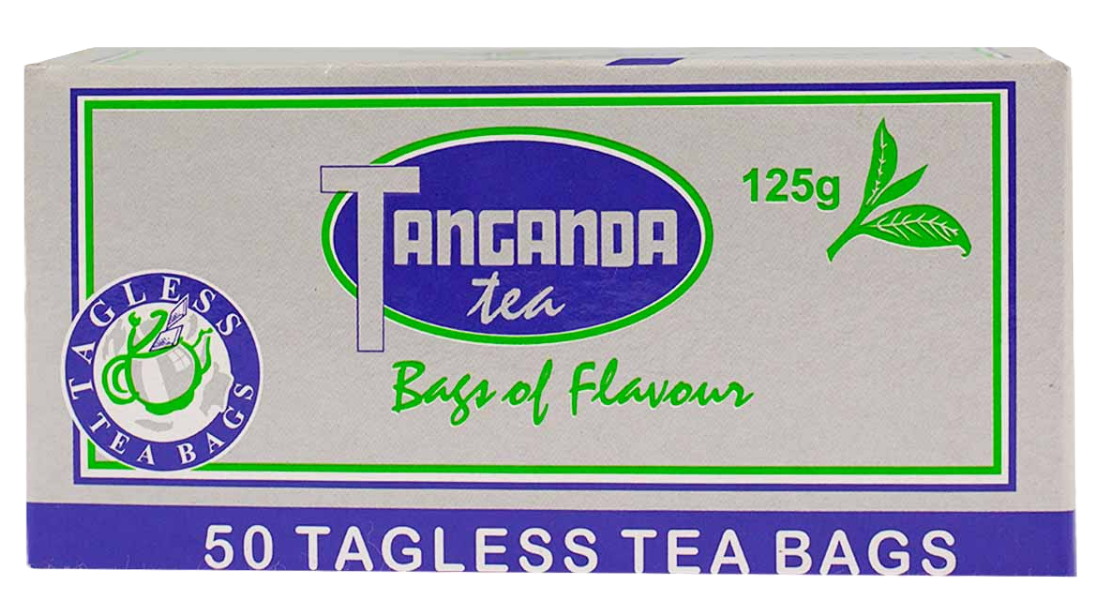 TANGANDA
tea
125g
Bags of Flavour
TAGLESS
TEA BAGS
50 TAGLESS TEA BAGS